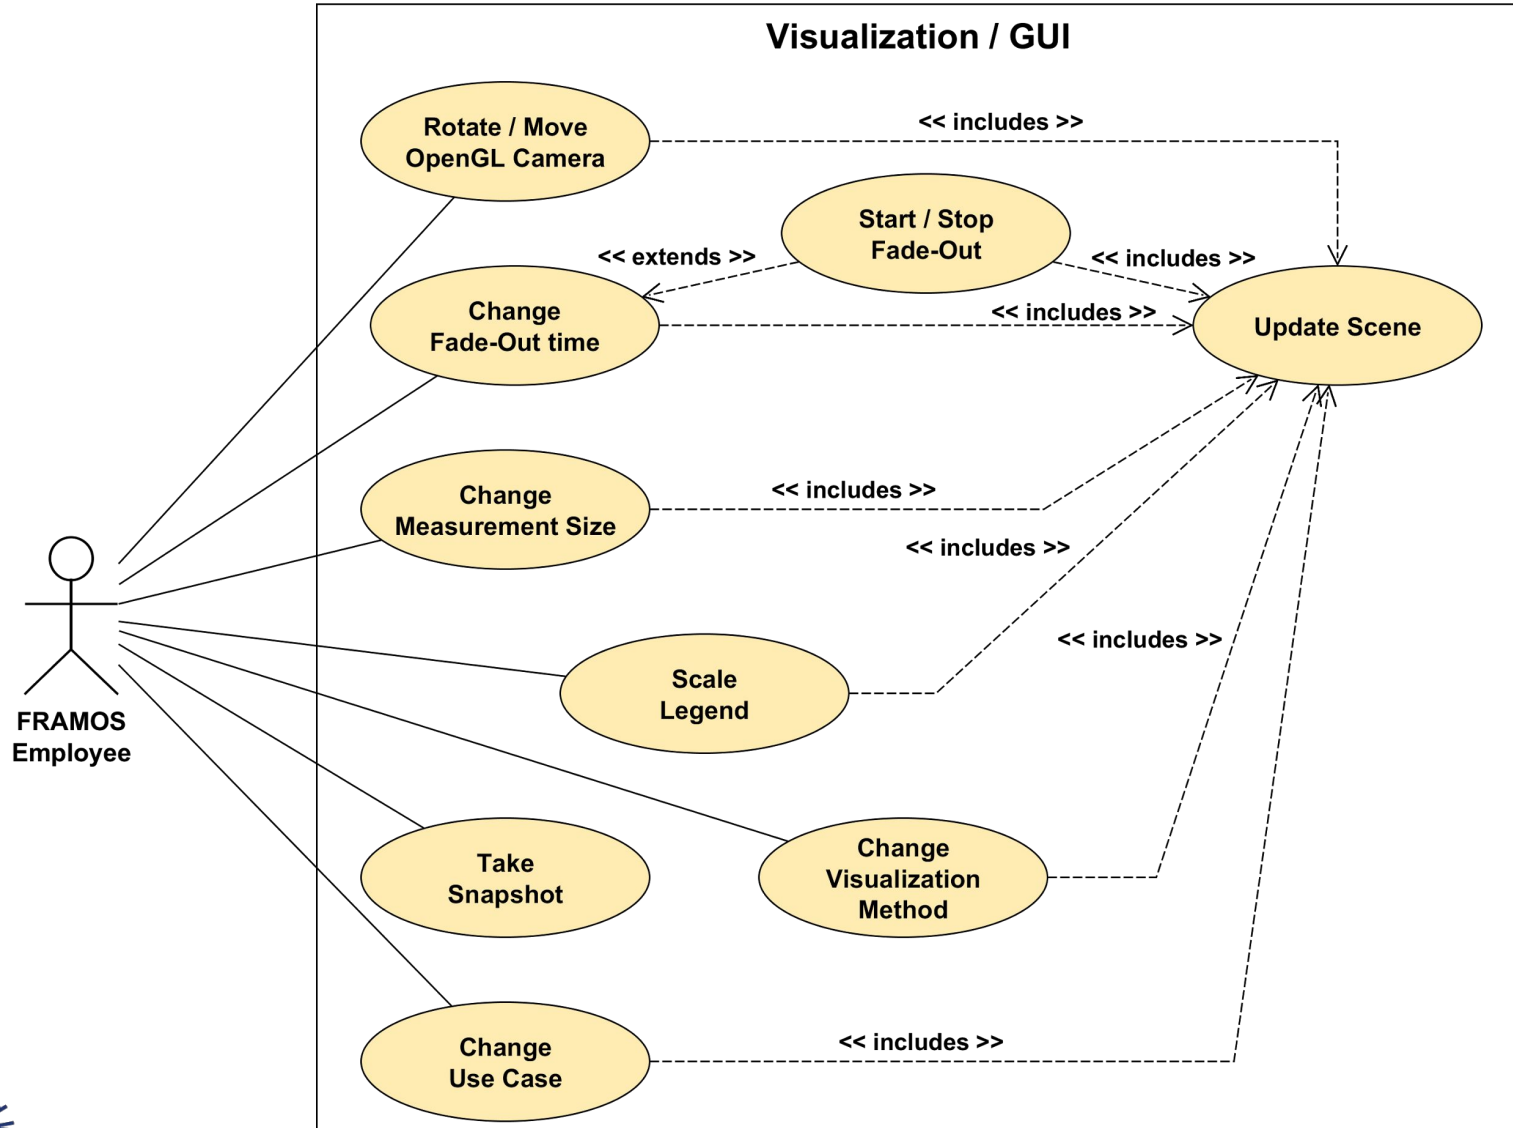 Visualization / GUI
Rotate / Move
OpenGL Camera
<< includes >>
Start / Stop
Fade-Out
<< extends >>
<< includes >>
Change
Fade-Out time
<< includes >>
Update Scene
Change
Measurement Size
<< includes >>
<< includes >>
<< includes >>
Scale
Legend
FRAMOS
Employee
Take
Snapshot
Change
Visualization
Method
Change
Use Case
<< includes >>